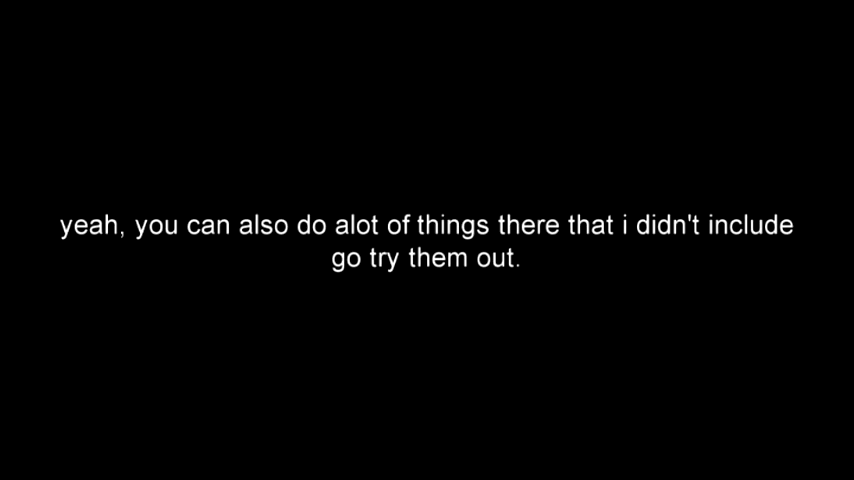 yeah, you can also do alot of things there that i didn't include
go try them out.